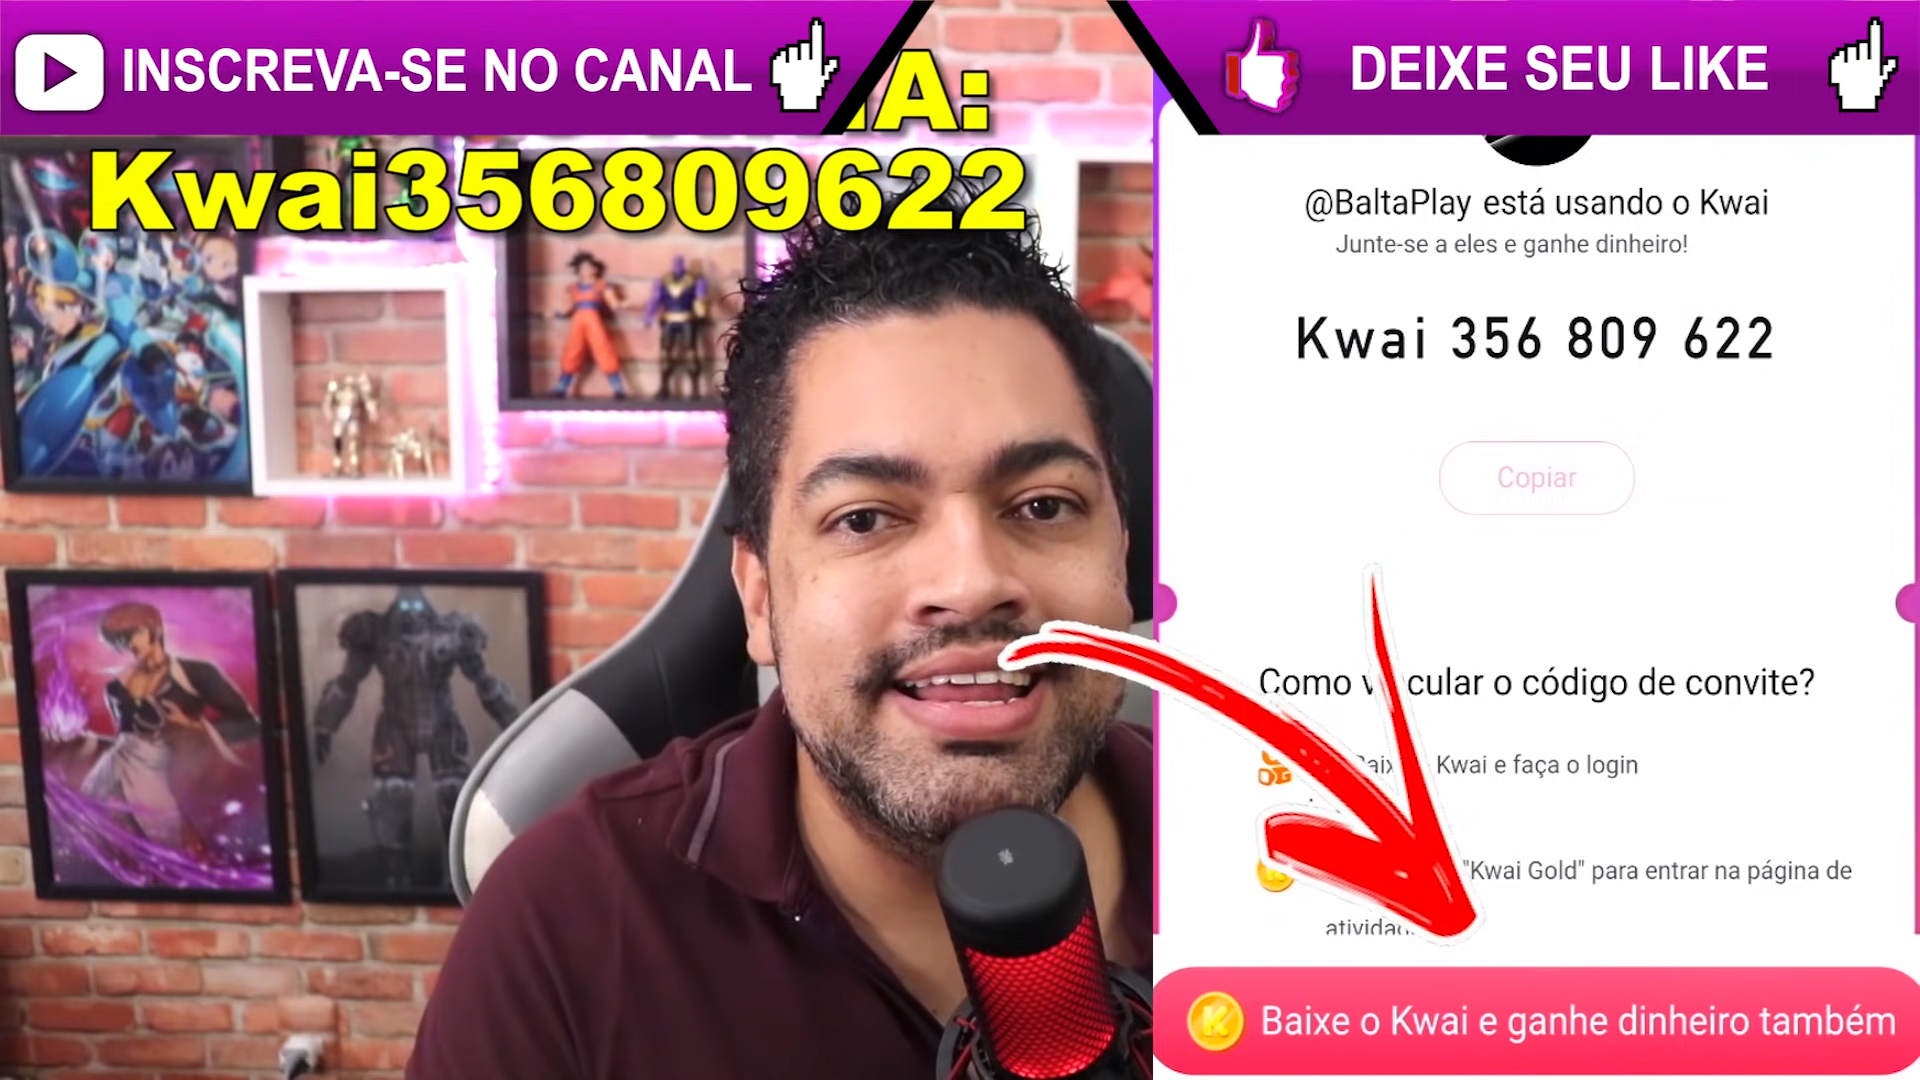 INSCREVA-SE NO CANAL
DEIXE SEU LIKE
Kwai356809622
@BaltaPlay está usando o Kwai
Junte-se a eles e ganhe dinheiro!
Kwai 356 809 622
Copiar
Como vincular o código de convite?
Kwai e faça o login
"Kwai Gold" para entrar na página de
Baixe o Kwai e ganhe dinheiro também